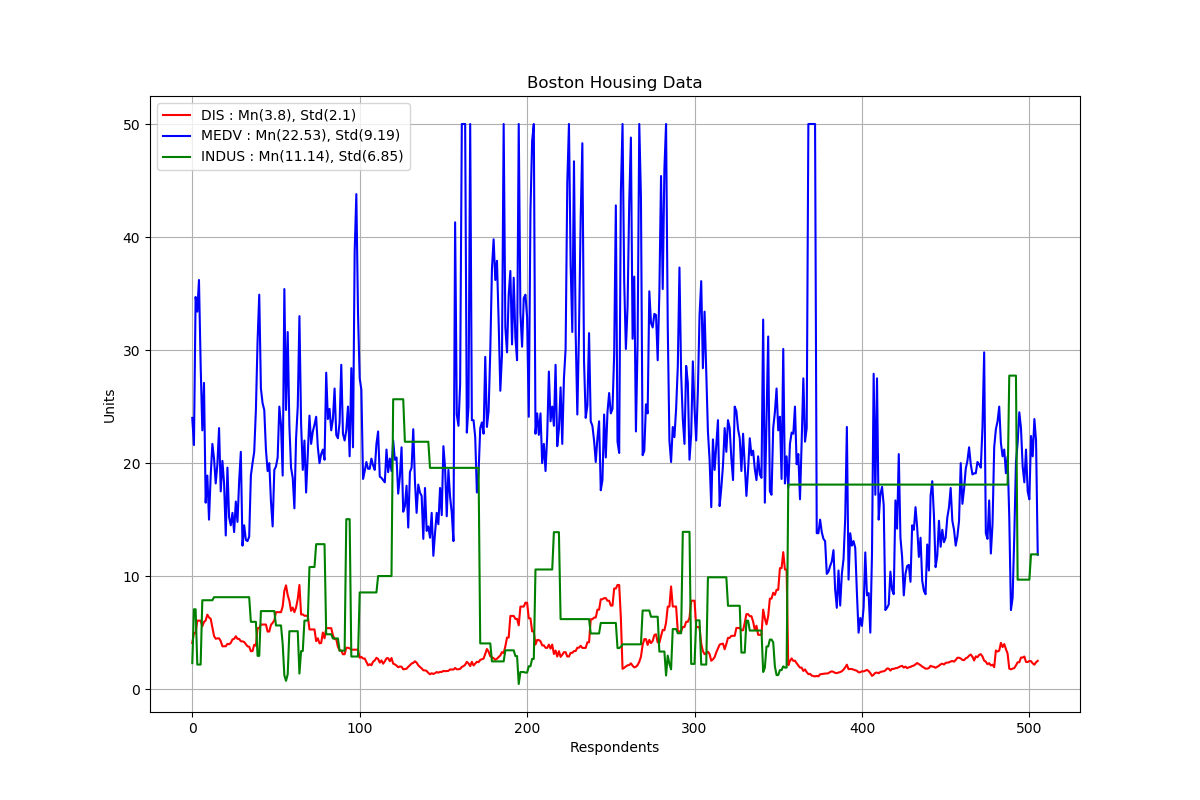 Boston Housing Data
DIS : Mn(3.8), Std(2.1)
MEDV : Mn(22.53), Std(9.19)
INDUS : Mn(11.14), Std(6.85)
50
40
30
20
10
0
Units
0 100 200 300 400 500
Respondents